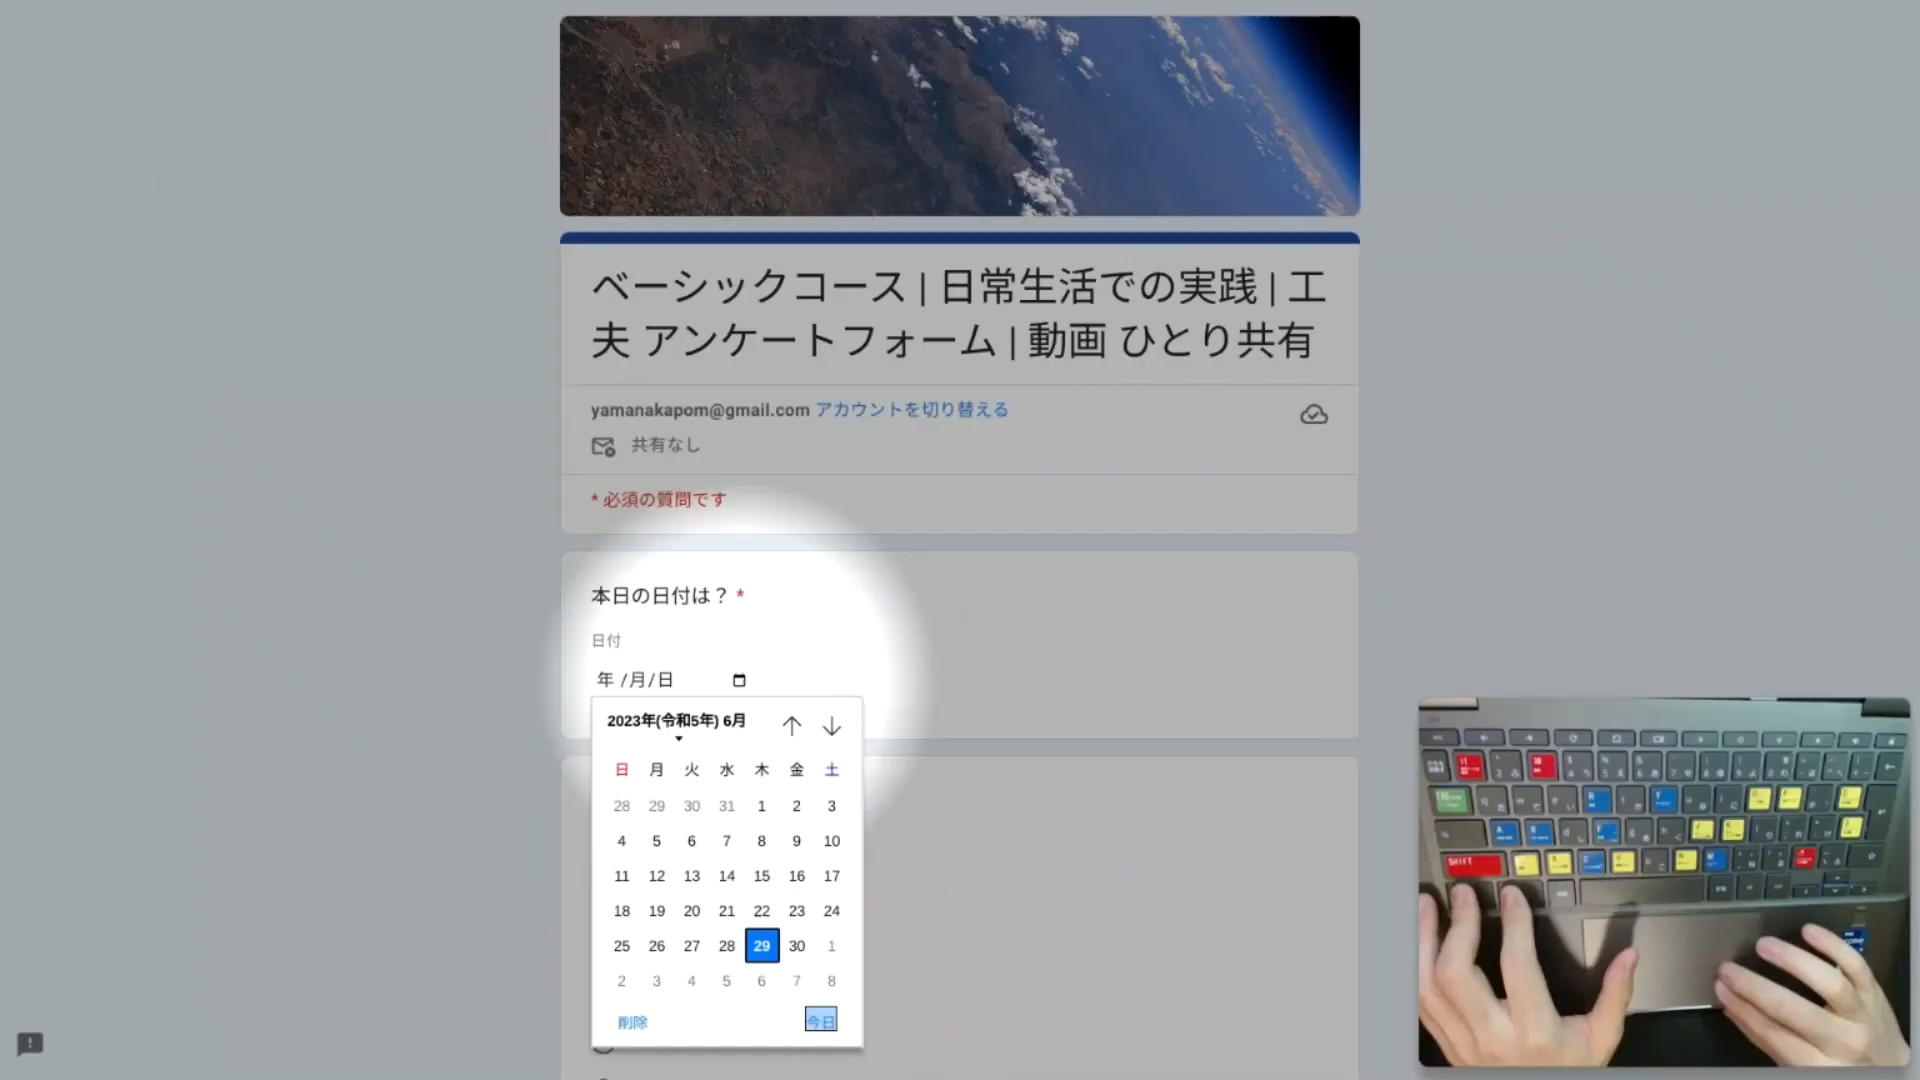 ベーシックコース | 日常生活での実践 | 工
夫 アンケートフォーム | 動画 ひとり共有
yamanakapom@gmail.com アカウントを切り替える
共有なし
* 必須の質問です
本日の日付は？ *
日付
年 /月/日
2023年(令和5年) 6月
日 月 火 水 木 金 土
28 29 30 31 1 2 3
4 5 6 7 8 9 10
11 12 13 14 15 16 17
18 19 20 21 22 23 24
25 26 27 28 29 30 1
2 3 4 5 6 7 8
削除 今日
SHIFT